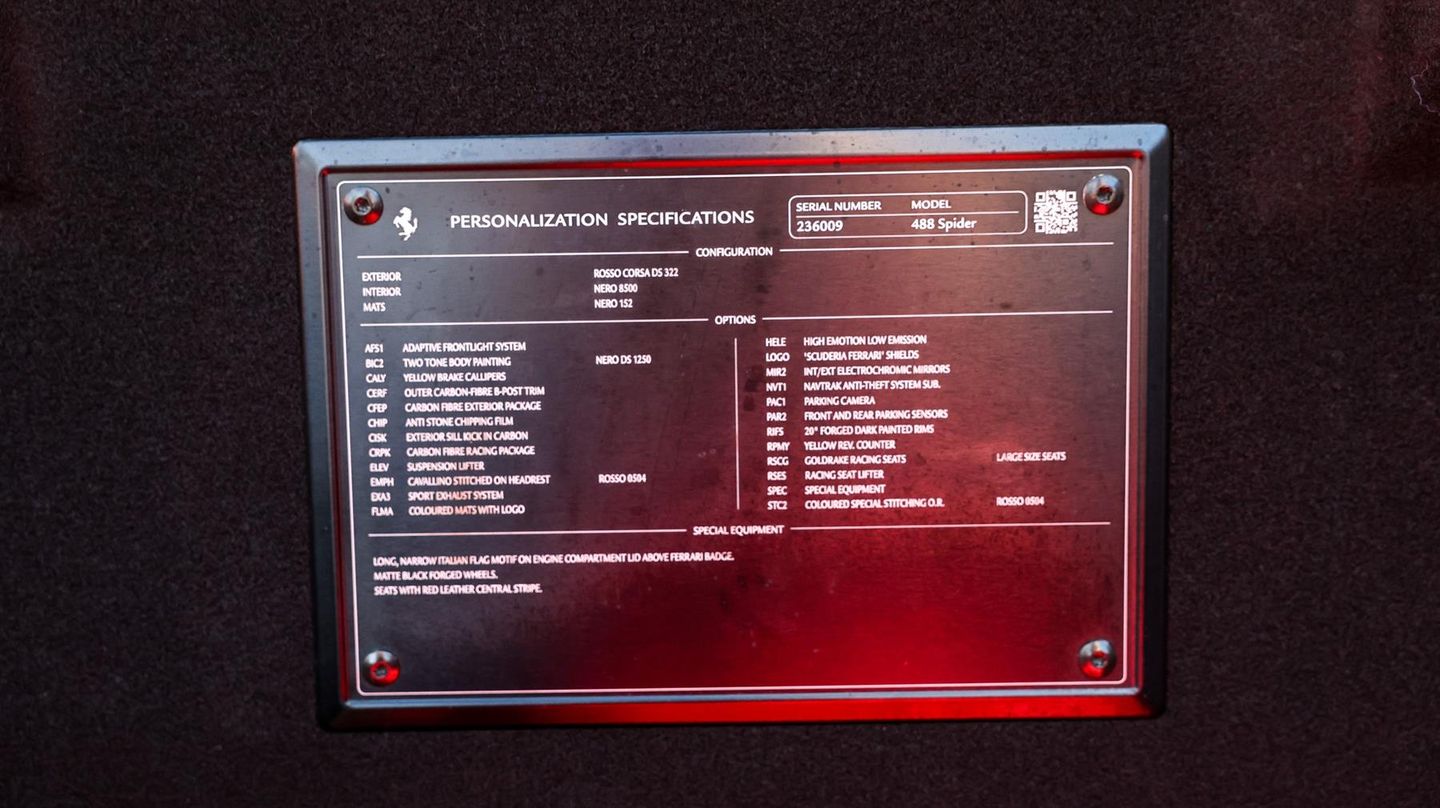 PERSONALIZATION SPECIFICATIONS
SERIAL NUMBER MODEL
236009 488 Spider
CONFIGURATION
EXTERIOR ROSSO CORSA DS 322
INTERIOR NERO 8500
MATS NERO 152
OPTIONS
AFS1 ADAPTIVE FRONTLIGHT SYSTEM
BIC2 TWO TONE BODY PAINTING NERO DS 1250
CALY YELLOW BRAKE CALLIPERS
CERF OUTER CARBON-FIBRE B-POST TRIM
CFEP CARBON FIBRE EXTERIOR PACKAGE
CHIP ANTI STONE CHIPPING FILM
CISK EXTERIOR SILL KICK IN CARBON
CRPK CARBON FIBRE RACING PACKAGE
ELEV SUSPENSION LIFTER
EMPH CAVALLINO STITCHED ON HEADREST ROSSO 0504
EXA3 SPORT EXHAUST SYSTEM
FLMA COLOURED MATS WITH LOGO
HELE HIGH EMOTION LOW EMISSION
LOGO 'SCUDERIA FERRARI' SHIELDS
MIR2 INT/EXT ELECTROCHROMIC MIRRORS
NVT1 NAVTRAK ANTI-THEFT SYSTEM SUB.
PAC1 PARKING CAMERA
PAR2 FRONT AND REAR PARKING SENSORS
RIFS 20" FORGED DARK PAINTED RIMS
RPMY YELLOW REV. COUNTER
RSCG GOLDRAKE RACING SEATS LARGE SIZE SEATS
RSES RACING SEAT LIFTER
SPEC SPECIAL EQUIPMENT
STC2 COLOURED SPECIAL STITCHING O.R. ROSSO 0504
SPECIAL EQUIPMENT
LONG, NARROW ITALIAN FLAG MOTIF ON ENGINE COMPARTMENT LID ABOVE FERRARI BADGE.
MATTE BLACK FORGED WHEELS.
SEATS WITH RED LEATHER CENTRAL STRIPE.